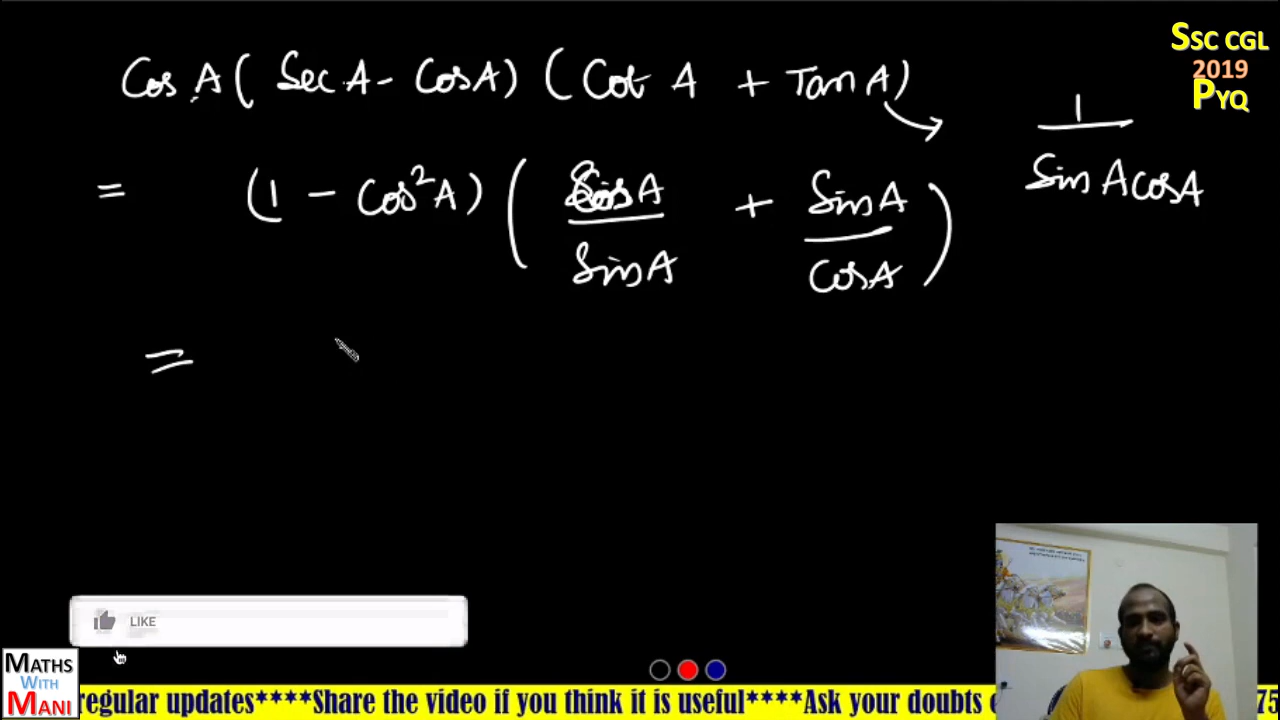 Cos A ( Sec A - Cos A ) ( Cot A + Tan A )
SSC CGL
2019
PYQ
1
Sin A Cos A
= ( 1 - Cos²A ) ( Cos A / Sin A + Sin A / Cos A )
=
LIKE
MATHS
WITH
MANI
regular updates****Share the video if you think it is useful****Ask your doubts
75